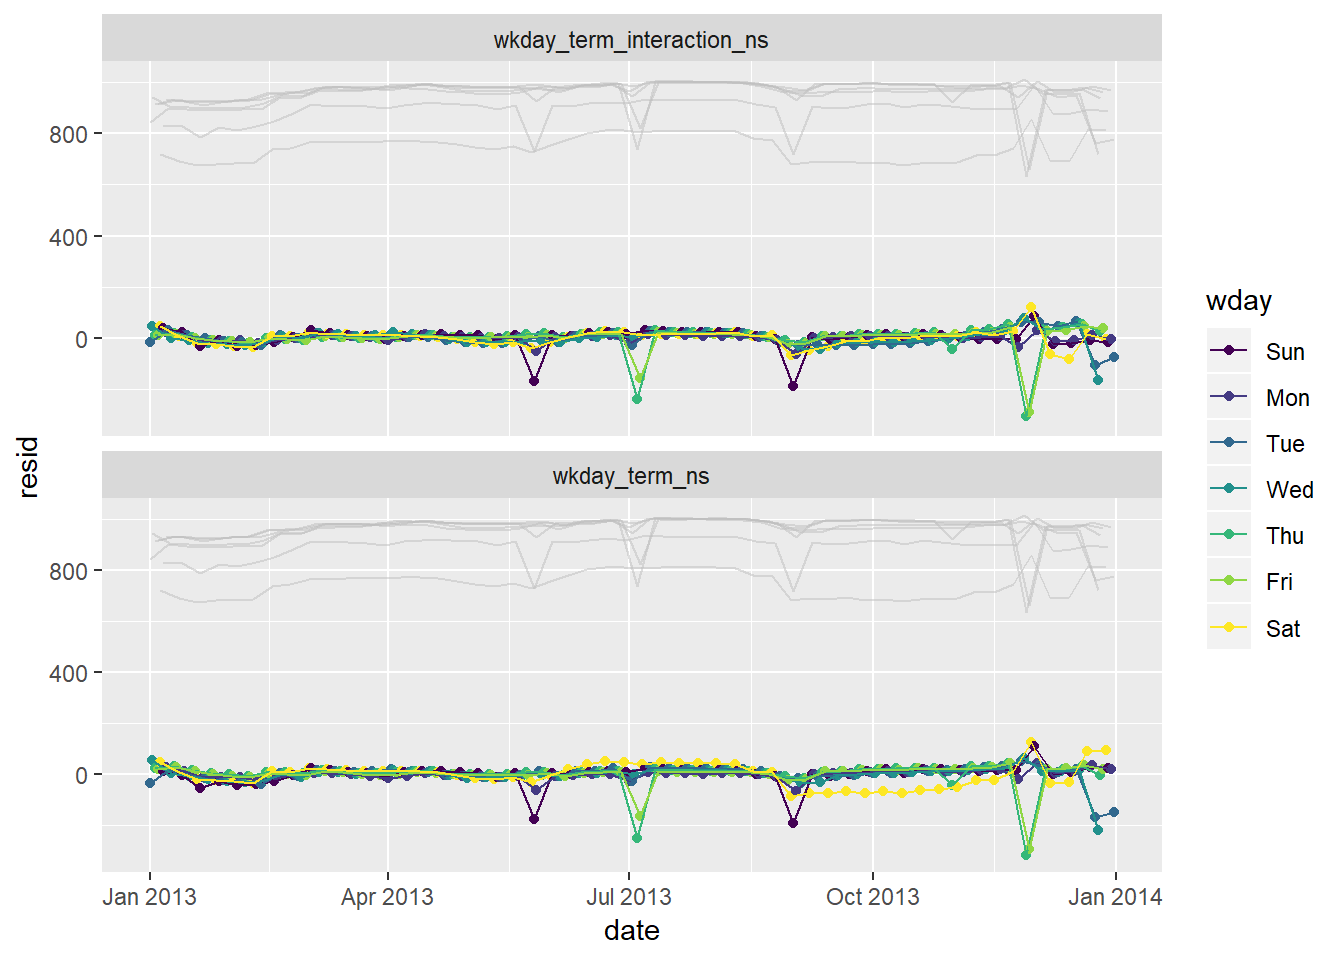 wkday_term_interaction_ns
800
400
0
wkday_term_ns
800
400
0
resid
Jan 2013
Apr 2013
Jul 2013
Oct 2013
Jan 2014
date
wday
Sun
Mon
Tue
Wed
Thu
Fri
Sat